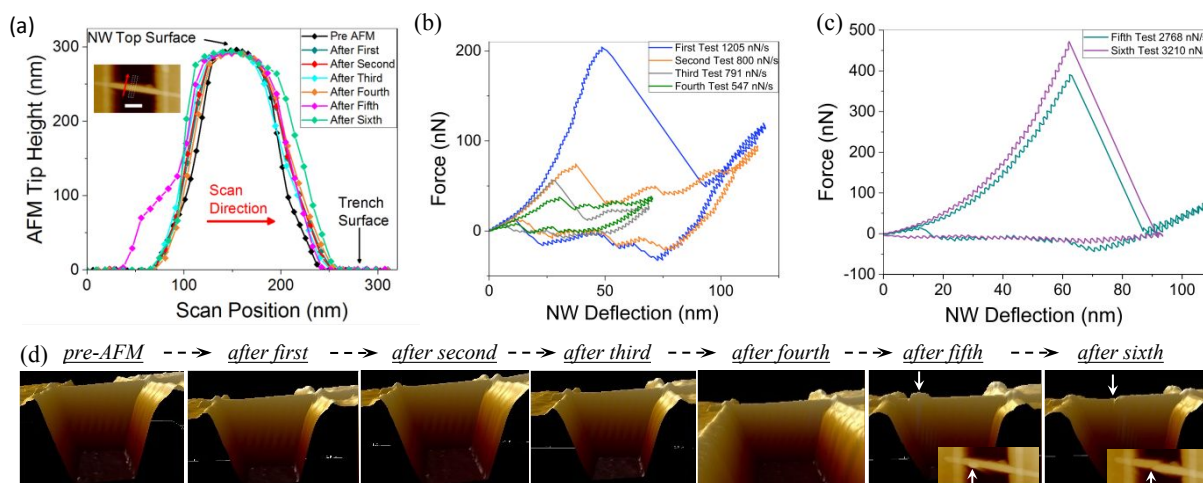 (a)
300
200
100
0
AFM Tip Height (nm)
NW Top Surface
Pre AFM
After First
After Second
After Third
After Fourth
After Fifth
After Sixth
Scan
Direction
Trench
Surface
0 100 200 300
Scan Position (nm)
(b)
200
100
0
Force (nN)
First Test 1205 nN/s
Second Test 800 nN/s
Third Test 791 nN/s
Fourth Test 547 nN/s
0 50 100
NW Deflection (nm)
(c)
500
400
300
200
100
0
-100
Force (nN)
Fifth Test 2768 nN/s
Sixth Test 3210 nN/s
0 20 40 60 80 100
NW Deflection (nm)
(d)
pre-AFM after first after second after third after fourth after fifth after sixth